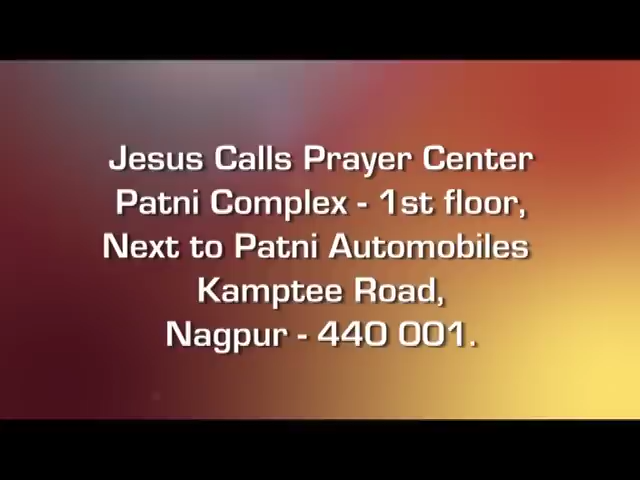 Jesus Calls Prayer Center
Patni Complex - 1st floor,
Next to Patni Automobiles
Kamptee Road,
Nagpur - 440 001.